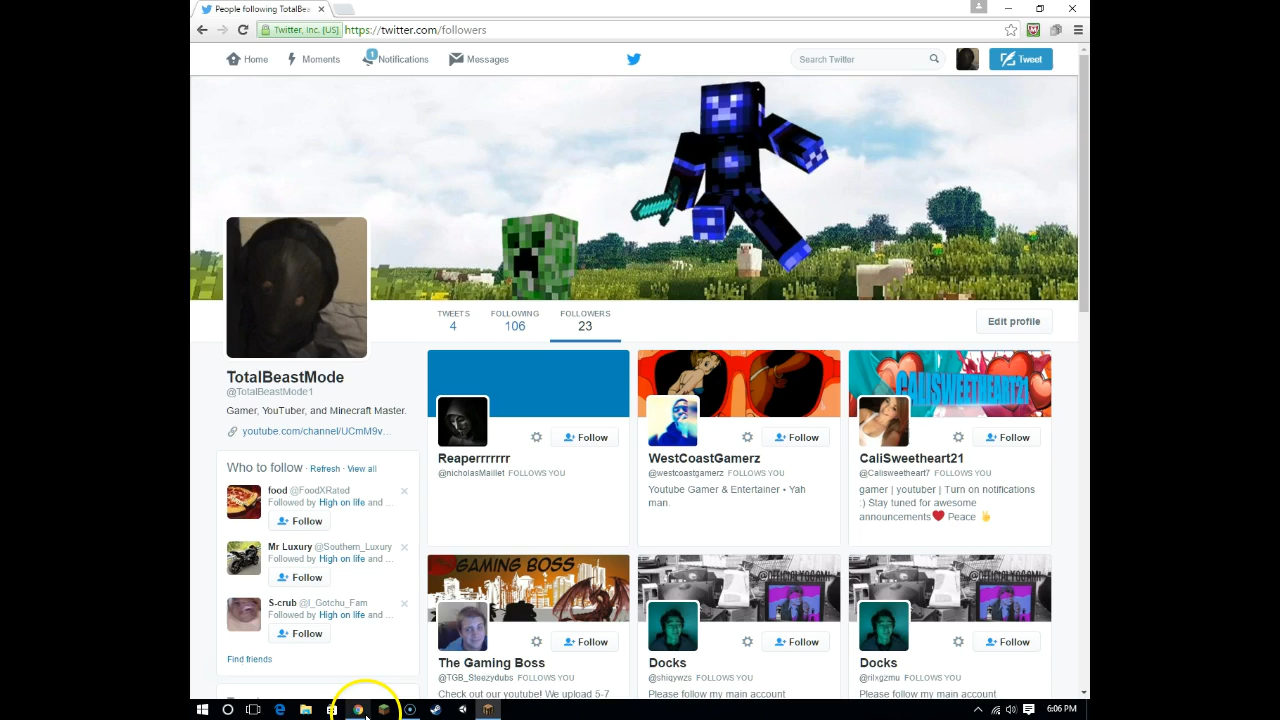 People following TotalBea
Twitter, Inc. [US]
https://twitter.com/followers
Home
Moments
1
Notifications
Messages
Search Twitter
Tweet
TWEETS
4
FOLLOWING
106
FOLLOWERS
23
Edit profile
TotalBeastMode
@TotalBeastMode1
Gamer, YouTuber, and Minecraft Master.
youtube.com/channel/UCmM9v...
Who to follow · Refresh · View all
food @FoodXRated
Followed by High on life and ...
Follow
Mr Luxury @Southern_Luxury
Followed by High on life and ...
Follow
S-crub @I_Gotchu_Fam
Followed by High on life and ...
Follow
Find friends
Follow
Reaperrrrrrr
@nicholasMaillet FOLLOWS YOU
Follow
WestCoastGamerz
@westcoastgamerz FOLLOWS YOU
Youtube Gamer & Entertainer • Yah
man.
CALISWEETHEART21
Follow
CaliSweetheart21
@Calisweetheart7 FOLLOWS YOU
gamer | youtuber | Turn on notifications
:) Stay tuned for awesome
announcements❤️ Peace ✌
GAMING BOSS
Follow
The Gaming Boss
@TGB_Sleezydubs FOLLOWS YOU
Check out our youtube! We upload 5-7
Follow
Docks
@shiqywzs FOLLOWS YOU
Please follow my main account
Follow
Docks
@rilxgzmu FOLLOWS YOU
Please follow my main account
6:06 PM